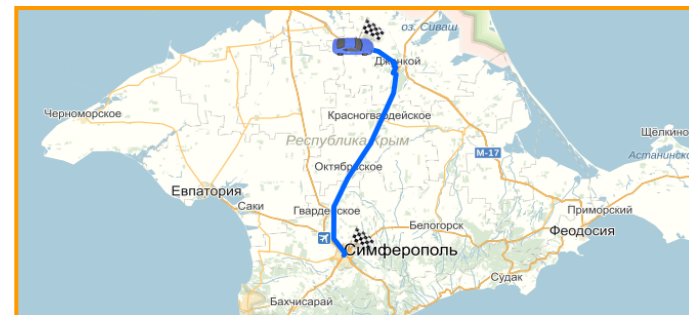 оз. Сиваш
Джанкой
Черноморское
Красногвардейское
Щёлкино
Республика Крым
М-17
Астанинск
Октябрьское
Евпатория
Саки
Гвардейское
Приморский
Белогорск
Феодосия
Симферополь
Судак
Бахчисарай